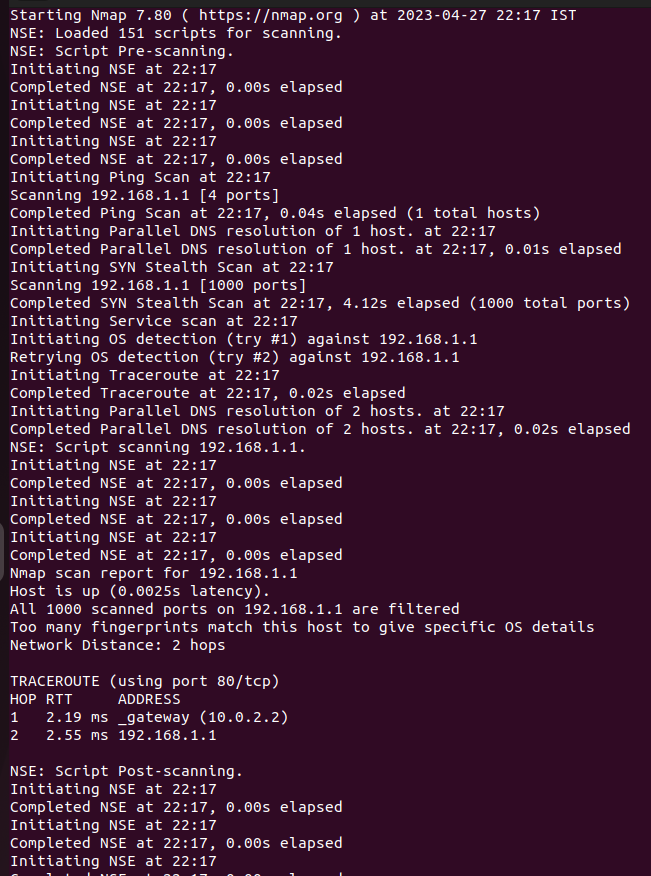 Starting Nmap 7.80 ( https://nmap.org ) at 2023-04-27 22:17 IST
NSE: Loaded 151 scripts for scanning.
NSE: Script Pre-scanning.
Initiating NSE at 22:17
Completed NSE at 22:17, 0.00s elapsed
Initiating NSE at 22:17
Completed NSE at 22:17, 0.00s elapsed
Initiating NSE at 22:17
Completed NSE at 22:17, 0.00s elapsed
Initiating Ping Scan at 22:17
Scanning 192.168.1.1 [4 ports]
Completed Ping Scan at 22:17, 0.04s elapsed (1 total hosts)
Initiating Parallel DNS resolution of 1 host. at 22:17
Completed Parallel DNS resolution of 1 host. at 22:17, 0.01s elapsed
Initiating SYN Stealth Scan at 22:17
Scanning 192.168.1.1 [1000 ports]
Completed SYN Stealth Scan at 22:17, 4.12s elapsed (1000 total ports)
Initiating Service scan at 22:17
Initiating OS detection (try #1) against 192.168.1.1
Retrying OS detection (try #2) against 192.168.1.1
Initiating Traceroute at 22:17
Completed Traceroute at 22:17, 0.02s elapsed
Initiating Parallel DNS resolution of 2 hosts. at 22:17
Completed Parallel DNS resolution of 2 hosts. at 22:17, 0.02s elapsed
NSE: Script scanning 192.168.1.1.
Initiating NSE at 22:17
Completed NSE at 22:17, 0.00s elapsed
Initiating NSE at 22:17
Completed NSE at 22:17, 0.00s elapsed
Initiating NSE at 22:17
Completed NSE at 22:17, 0.00s elapsed
Nmap scan report for 192.168.1.1
Host is up (0.0025s latency).
All 1000 scanned ports on 192.168.1.1 are filtered
Too many fingerprints match this host to give specific OS details
Network Distance: 2 hops
TRACEROUTE (using port 80/tcp)
HOP RTT     ADDRESS
1   2.19 ms _gateway (10.0.2.2)
2   2.55 ms 192.168.1.1
NSE: Script Post-scanning.
Initiating NSE at 22:17
Completed NSE at 22:17, 0.00s elapsed
Initiating NSE at 22:17
Completed NSE at 22:17, 0.00s elapsed
Initiating NSE at 22:17